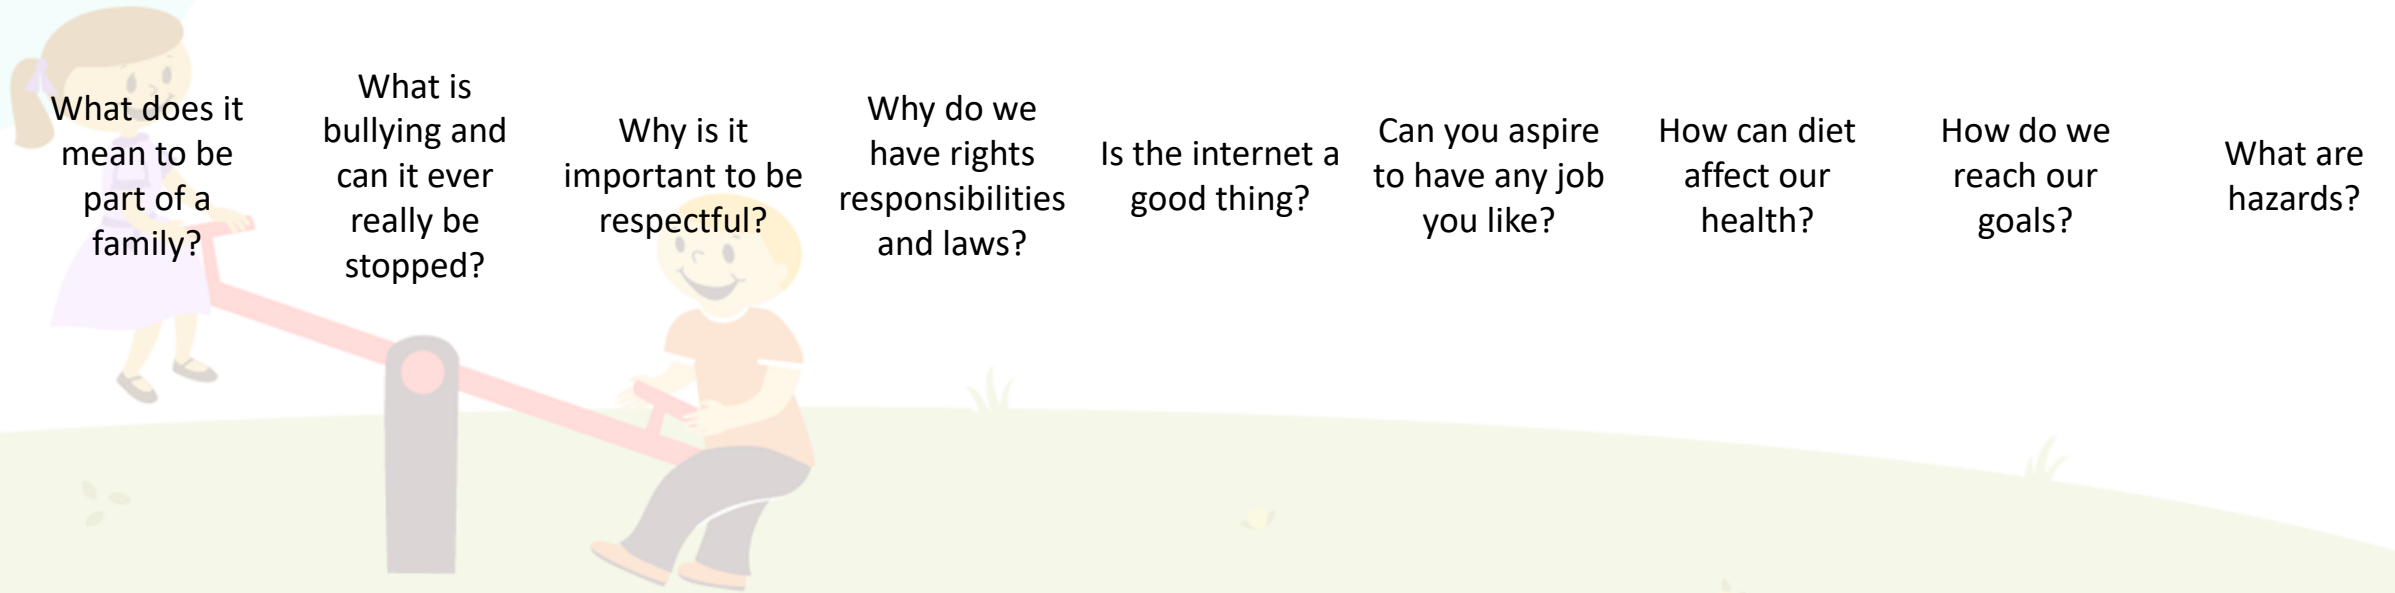 What does it
mean to be
part of a
family?
What is
bullying and
can it ever
really be
stopped?
Why is it
important to be
respectful?
Why do we
have rights
responsibilities
and laws?
Is the internet a
good thing?
Can you aspire
to have any job
you like?
How can diet
affect our
health?
How do we
reach our
goals?
What are
hazards?